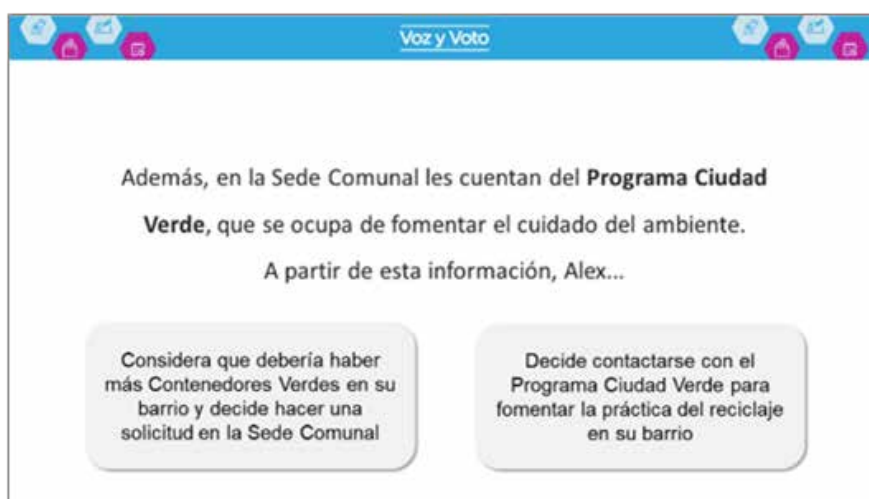 Voz y Voto
Además, en la Sede Comunal les cuentan del Programa Ciudad
Verde, que se ocupa de fomentar el cuidado del ambiente.
A partir de esta información, Alex...
Considera que debería haber
más Contenedores Verdes en su
barrio y decide hacer una
solicitud en la Sede Comunal
Decide contactarse con el
Programa Ciudad Verde para
fomentar la práctica del reciclaje
en su barrio